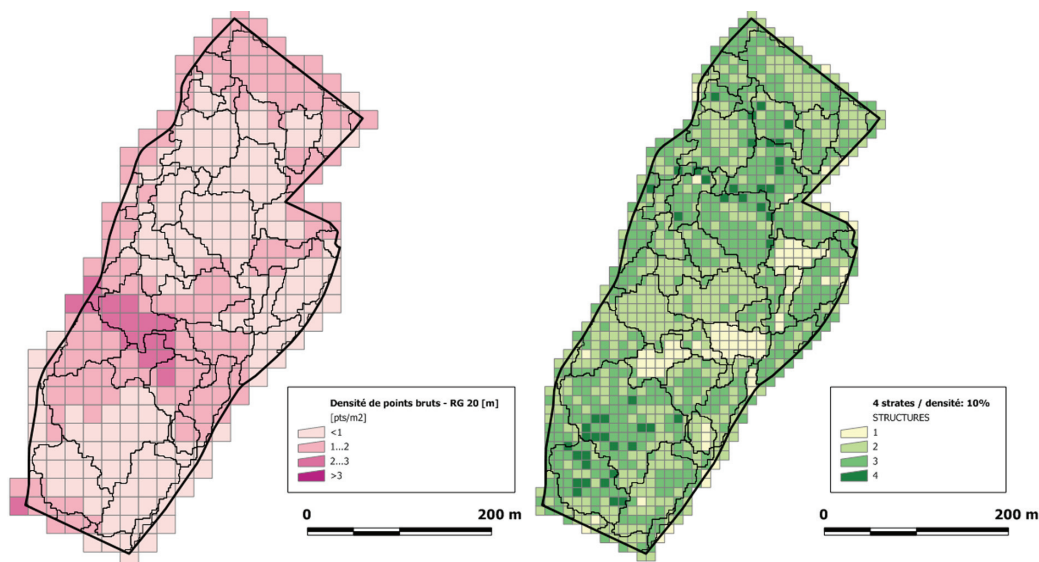 Densité de points bruts - RG 20 [m]
[pts/m2]
<1
1...2
2...3
>3
0 200 m
4 strates / densité: 10%
STRUCTURES
1
2
3
4
0 200 m